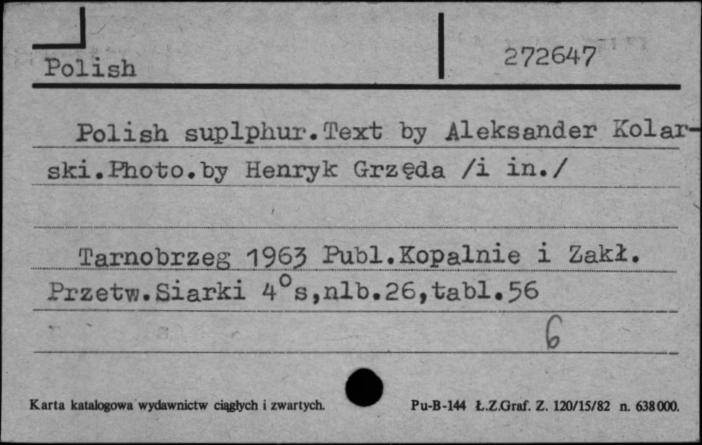 Polish 272647
Polish suplphur.Text by Aleksander Kolar-
ski.Photo.by Henryk Grzęda /i in./
Tarnobrzeg 1963 Publ.Kopalnie i Zakł.
Przetw.Siarki 4°s,nlb.26,tabl.56
6
Karta katalogowa wydawnictw ciągłych i zwartych. Pu-B-144 Ł.Z.Graf. Z. 120/15/82 n. 638000.